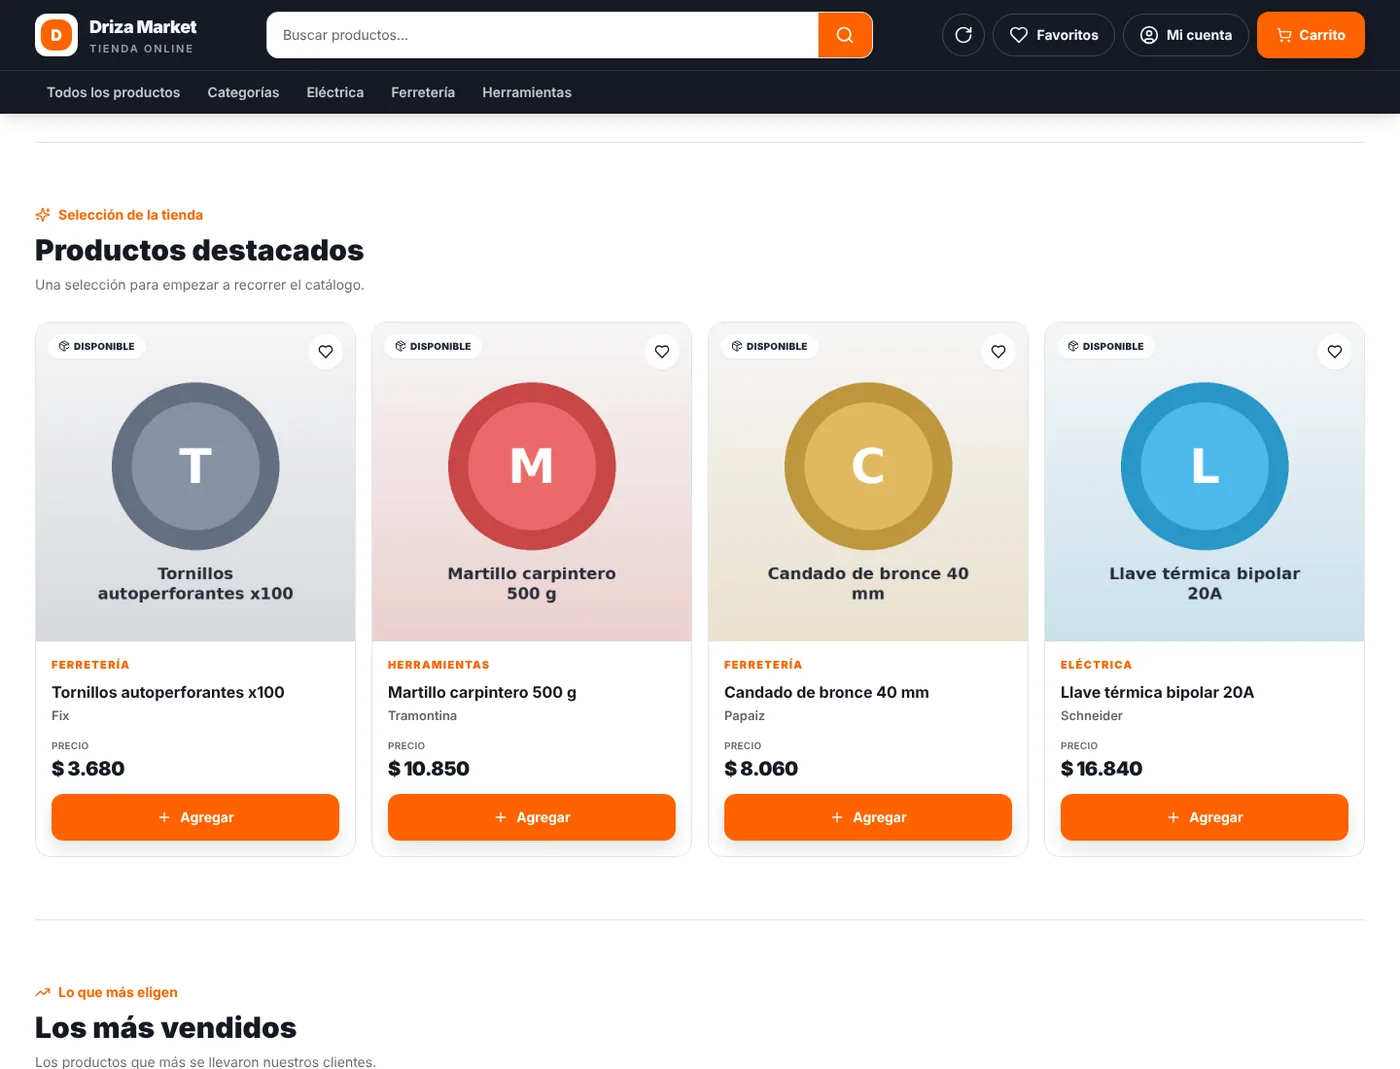 D
Driza Market
TIENDA ONLINE
Buscar productos...
Favoritos
Mi cuenta
Carrito
Todos los productos
Categorías
Eléctrica
Ferretería
Herramientas
Selección de la tienda
Productos destacados
Una selección para empezar a recorrer el catálogo.
DISPONIBLE
T
Tornillos
autoperforantes x100
FERRETERÍA
Tornillos autoperforantes x100
Fix
PRECIO
$ 3.680
+ Agregar
DISPONIBLE
M
Martillo carpintero
500 g
HERRAMIENTAS
Martillo carpintero 500 g
Tramontina
PRECIO
$ 10.850
+ Agregar
DISPONIBLE
C
Candado de bronce 40
mm
FERRETERÍA
Candado de bronce 40 mm
Papaiz
PRECIO
$ 8.060
+ Agregar
DISPONIBLE
L
Llave térmica bipolar
20A
ELÉCTRICA
Llave térmica bipolar 20A
Schneider
PRECIO
$ 16.840
+ Agregar
Lo que más eligen
Los más vendidos
Los productos que más se llevaron nuestros clientes.